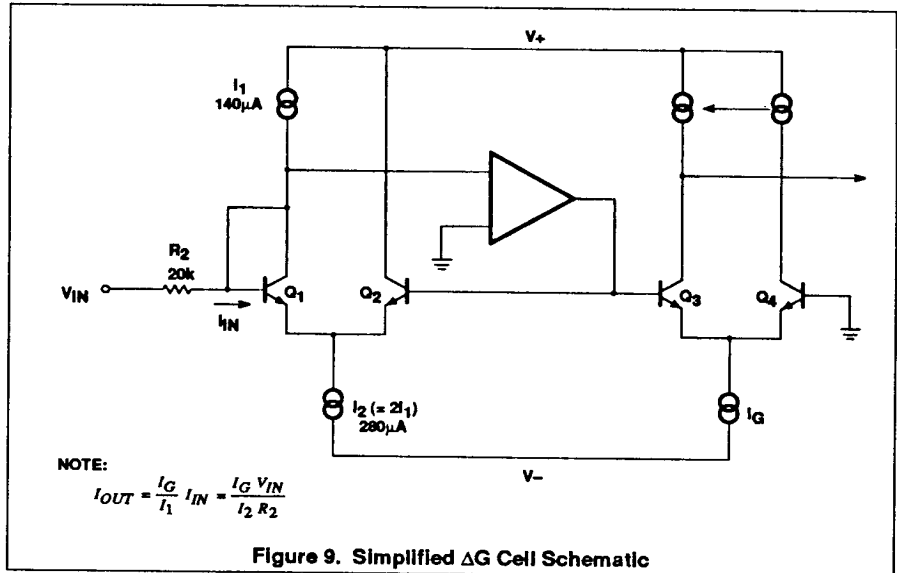 V+
I1
140µA
R2
20k
VIN
IIN
Q1
Q2
Q3
Q4
I2 (= 2I1)
280µA
IG
V–
NOTE:
IOUT = IG/I1 IIN = IG VIN/I2 R2
Figure 9. Simplified ΔG Cell Schematic